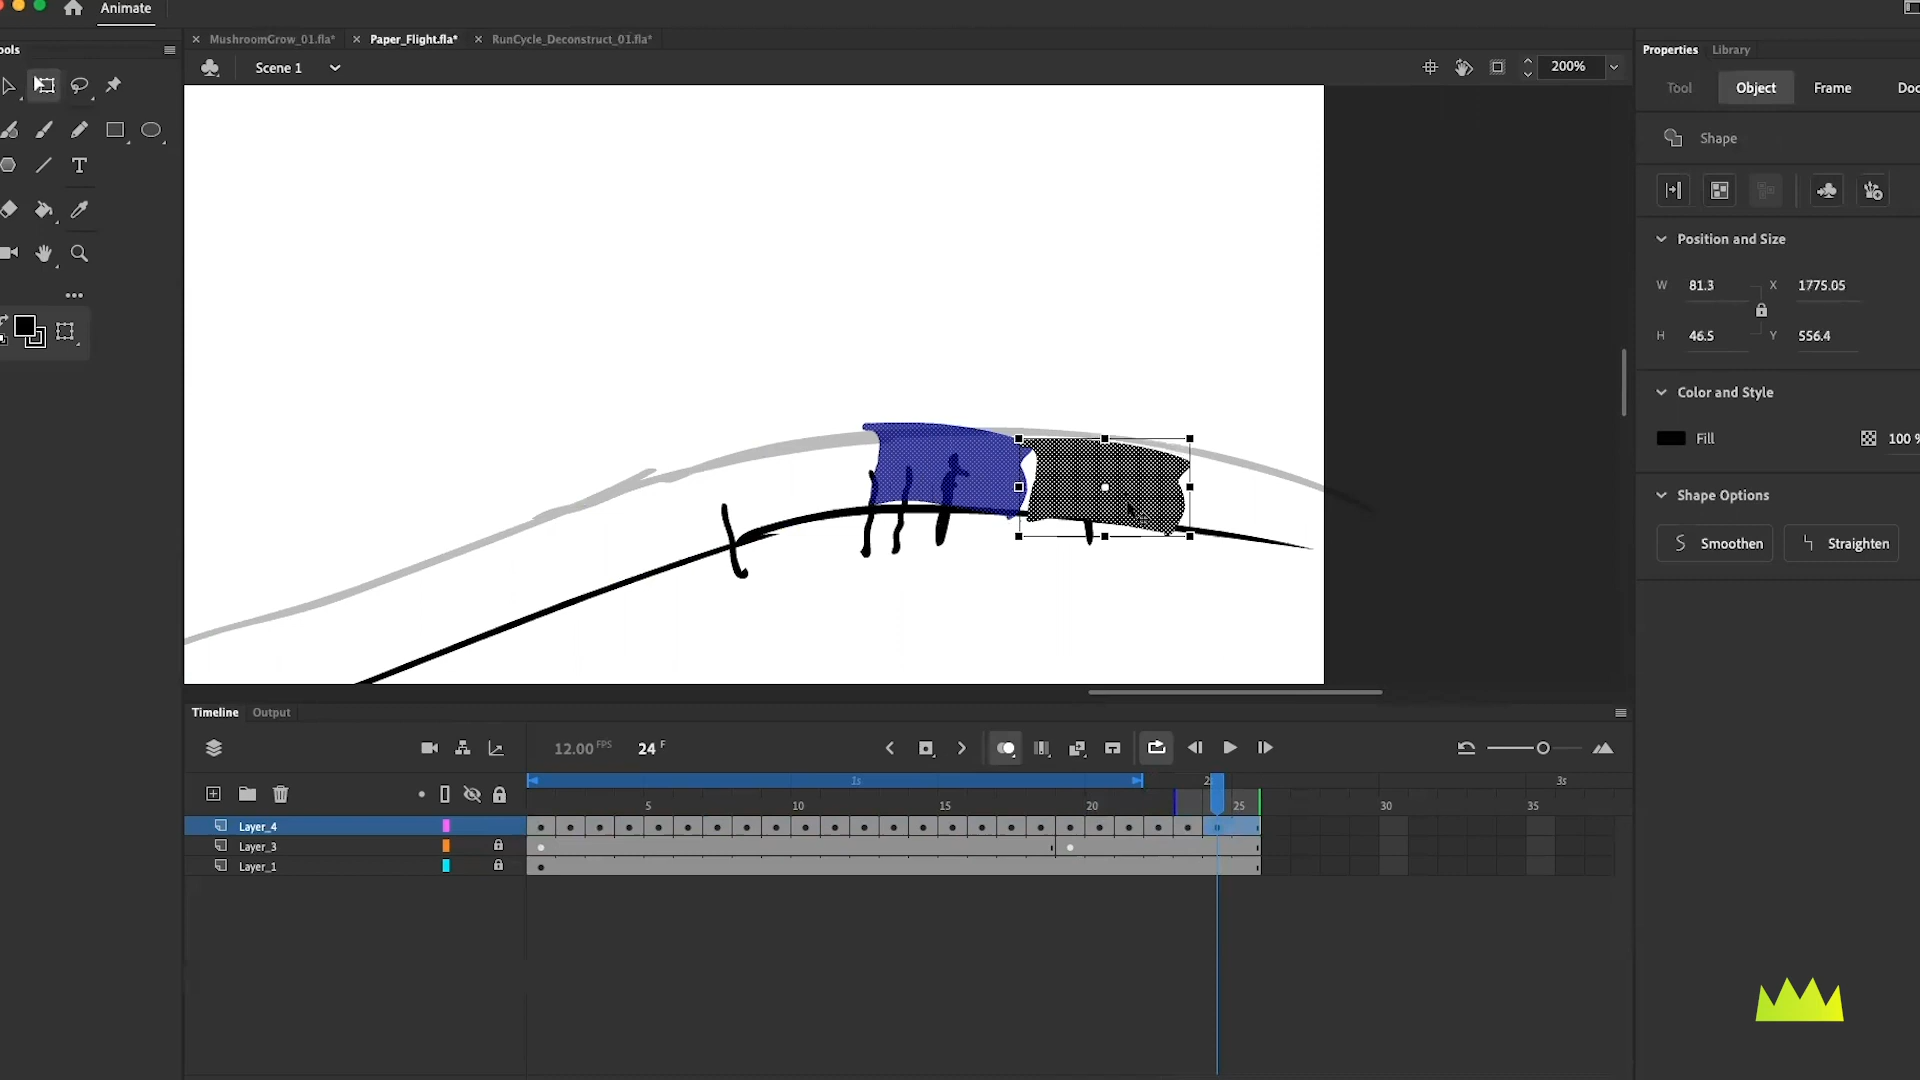 Animate
ools
MushroomGrow_01.fla*
Paper_Flight.fla*
RunCycle_Deconstruct_01.fla*
Properties
Library
Scene 1
200%
Tool
Object
Frame
Doc
Shape
Position and Size
W 81.3 X 1775.05
H 46.5 Y 556.4
Color and Style
Fill
100 %
Shape Options
Smoothen
Straighten
Timeline
Output
12.00 FPS
24 F
1s
2
3s
5
10
15
20
25
30
35
Layer_4
Layer_3
Layer_1